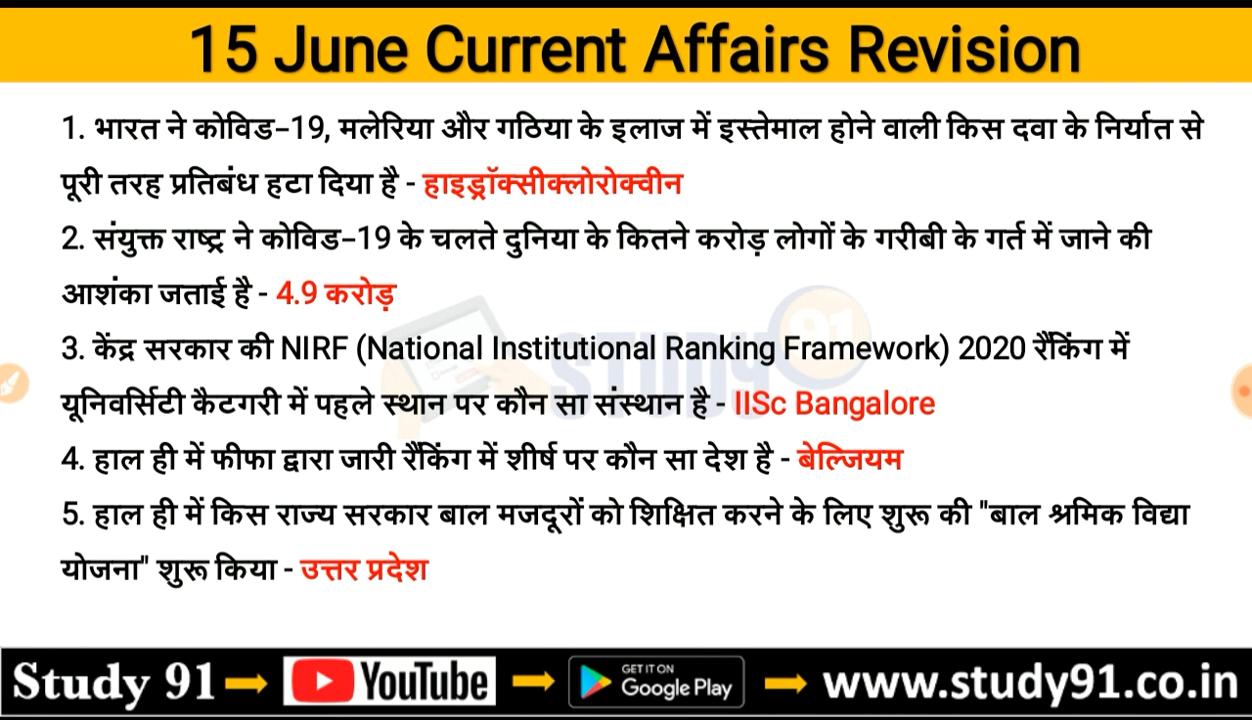 15 June Current Affairs Revision
1. भारत ने कोविड-19, मलेरिया और गठिया के इलाज में इस्तेमाल होने वाली किस दवा के निर्यात से
पूरी तरह प्रतिबंध हटा दिया है - हाइड्रॉक्सीक्लोरोक्वीन
2. संयुक्त राष्ट्र ने कोविड-19 के चलते दुनिया के कितने करोड़ लोगों के गरीबी के गर्त में जाने की
आशंका जताई है - 4.9 करोड़
3. केंद्र सरकार की NIRF (National Institutional Ranking Framework) 2020 रैंकिंग में
यूनिवर्सिटी कैटगरी में पहले स्थान पर कौन सा संस्थान है - IISc Bangalore
4. हाल ही में फीफा द्वारा जारी रैंकिंग में शीर्ष पर कौन सा देश है - बेल्जियम
5. हाल ही में किस राज्य सरकार बाल मजदूरों को शिक्षित करने के लिए शुरू की "बाल श्रमिक विद्या
योजना" शुरू किया - उत्तर प्रदेश
STUDY 91
Study 91 YouTube GET IT ON Google Play www.study91.co.in